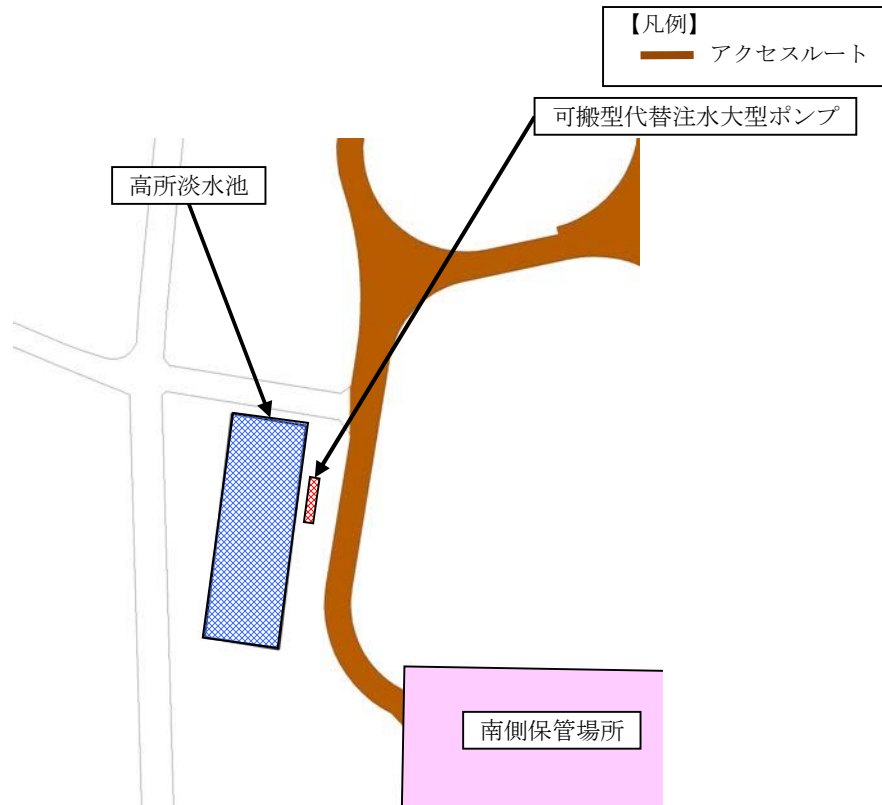 【凡例】
アクセスルート
可搬型代替注水大型ポンプ
高所淡水池
南側保管場所